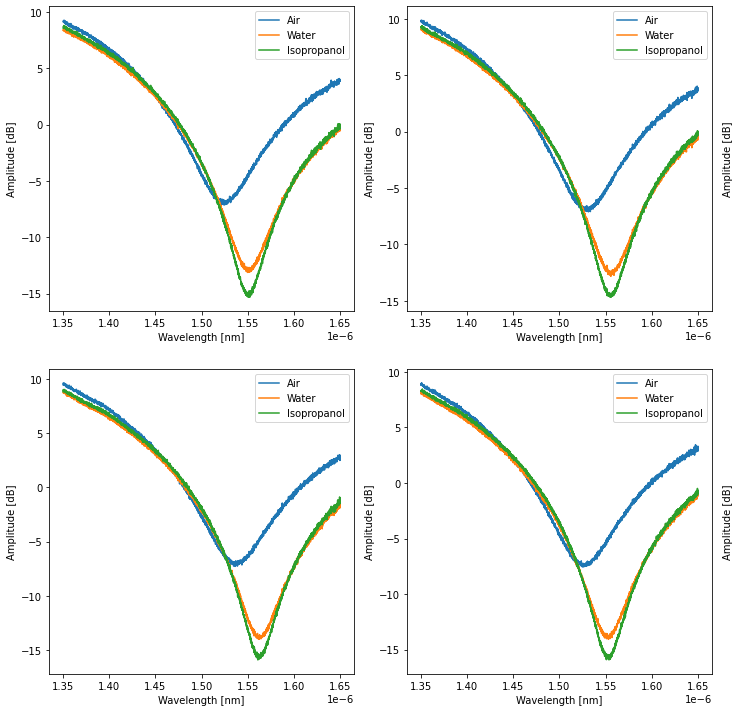 10
5
0
−5
−10
−15
Amplitude [dB]
Air
Water
Isopropanol
1.35 1.40 1.45 1.50 1.55 1.60 1.65
Wavelength [nm]
1e−6
10
5
0
−5
−10
−15
Amplitude [dB]
Air
Water
Isopropanol
1.35 1.40 1.45 1.50 1.55 1.60 1.65
Wavelength [nm]
1e−6
Amplitude [dB]
10
5
0
−5
−10
−15
Amplitude [dB]
Air
Water
Isopropanol
1.35 1.40 1.45 1.50 1.55 1.60 1.65
Wavelength [nm]
1e−6
10
5
0
−5
−10
−15
Amplitude [dB]
Air
Water
Isopropanol
1.35 1.40 1.45 1.50 1.55 1.60 1.65
Wavelength [nm]
1e−6
Amplitude [dB]